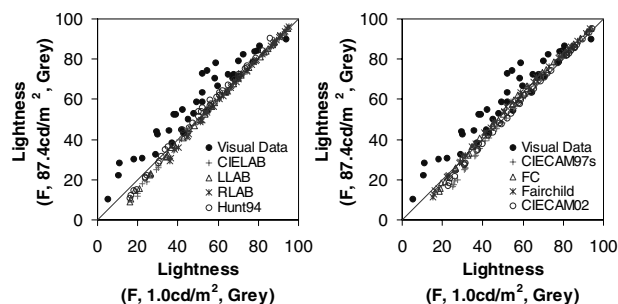 100
80
60
40
20
0
Lightness
(F, 87.4cd/m², Grey)
Visual Data
CIELAB
LLAB
RLAB
Hunt94
0 20 40 60 80 100
Lightness
(F, 1.0cd/m², Grey)
100
80
60
40
20
0
Lightness
(F, 87.4cd/m², Grey)
Visual Data
CIECAM97s
FC
Fairchild
CIECAM02
0 20 40 60 80 100
Lightness
(F, 1.0cd/m², Grey)